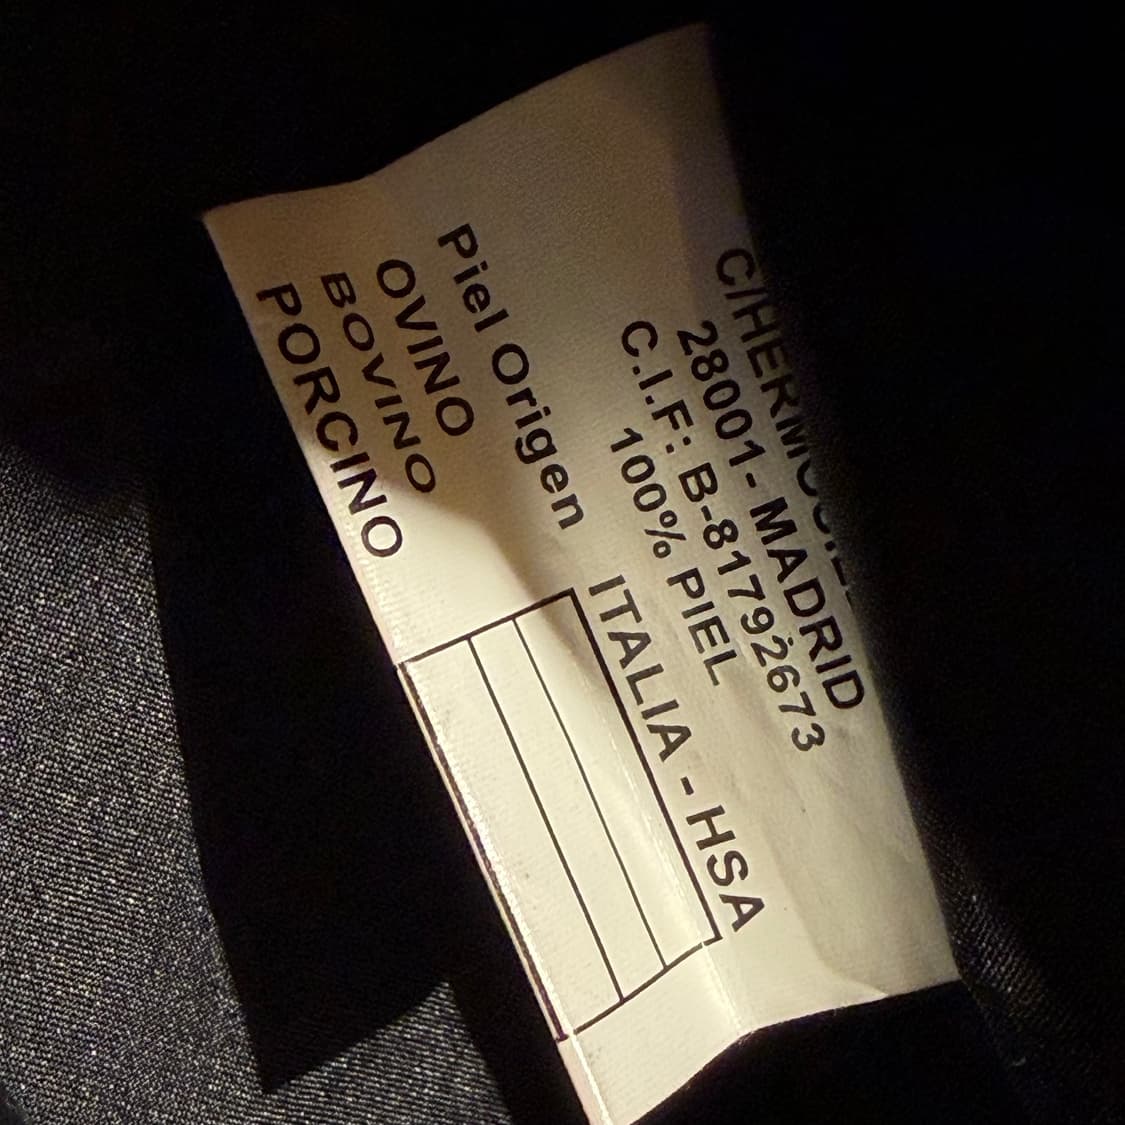 28001- MADRID
C.I.F: B-81792673
100% PIEL
Piel Origen ITALIA - HSA
OVINO
BOVINO
PORCINO